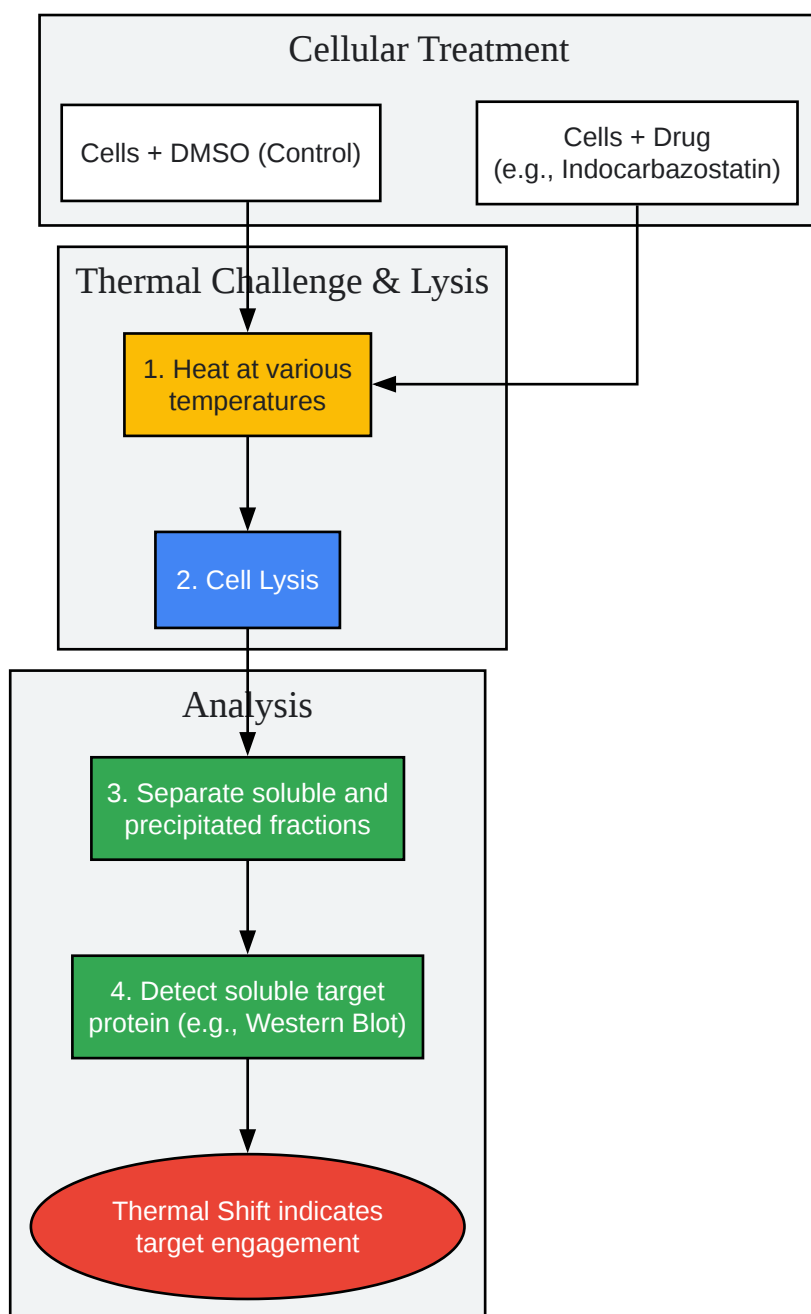 Cellular Treatment
Cells + DMSO (Control)
Cells + Drug
(e.g., Indocarbazostatin)
Thermal Challenge & Lysis
1. Heat at various
temperatures
2. Cell Lysis
Analysis
3. Separate soluble and
precipitated fractions
4. Detect soluble target
protein (e.g., Western Blot)
Thermal Shift indicates
target engagement